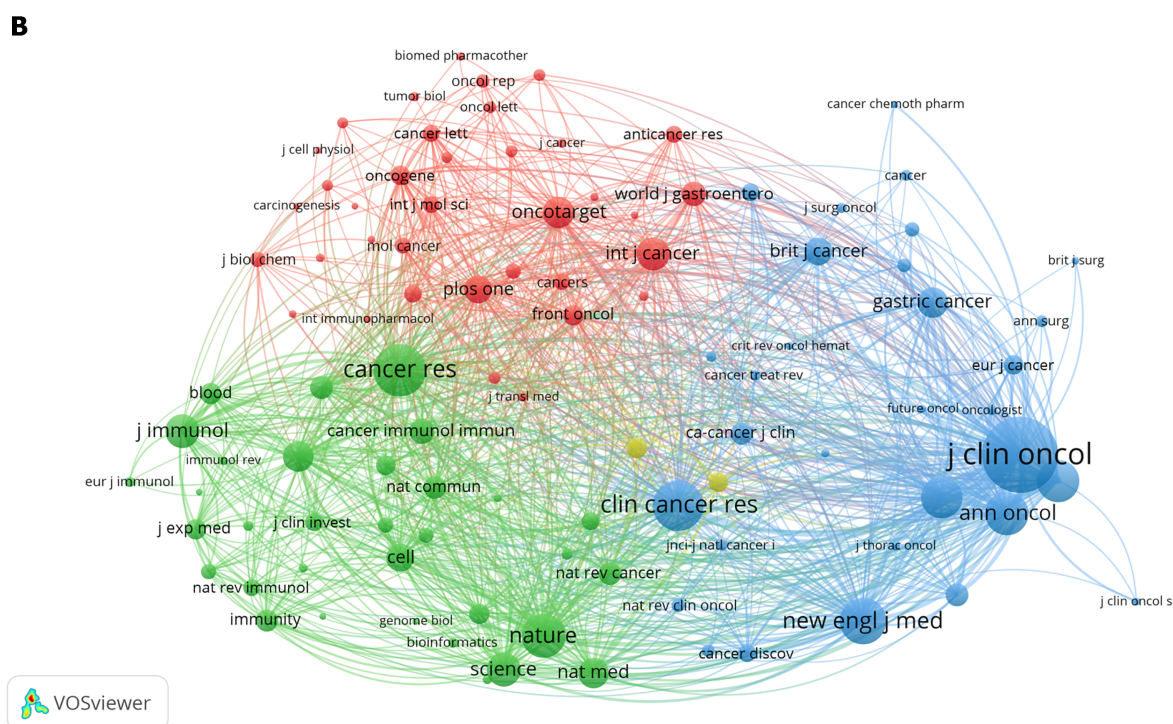 B
biomed pharmacother
oncol rep
tumor biol
oncol lett
cancer chemoth pharm
cancer lett
anticancer res
j cell physiol
j cancer
oncogene
cancer
carcinogenesis
int j mol sci
world j gastroentero
j surg oncol
oncotarget
mol cancer
int j cancer
brit j cancer
j biol chem
brit j surg
plos one
cancers
gastric cancer
int immunopharmacol
front oncol
ann surg
crit rev oncol hemat
cancer res
cancer treat rev
eur j cancer
blood
j transl med
future oncol
oncologist
j immunol
cancer immunol immun
ca-cancer j clin
immunol rev
j clin oncol
eur j immunol
nat commun
clin cancer res
ann oncol
j exp med
j clin invest
jnci-j natl cancer i
j thorac oncol
cell
nat rev cancer
nat rev immunol
nat rev clin oncol
j clin oncol s
immunity
genome biol
new engl j med
bioinformatics
nature
cancer discov
science
nat med
VOSviewer